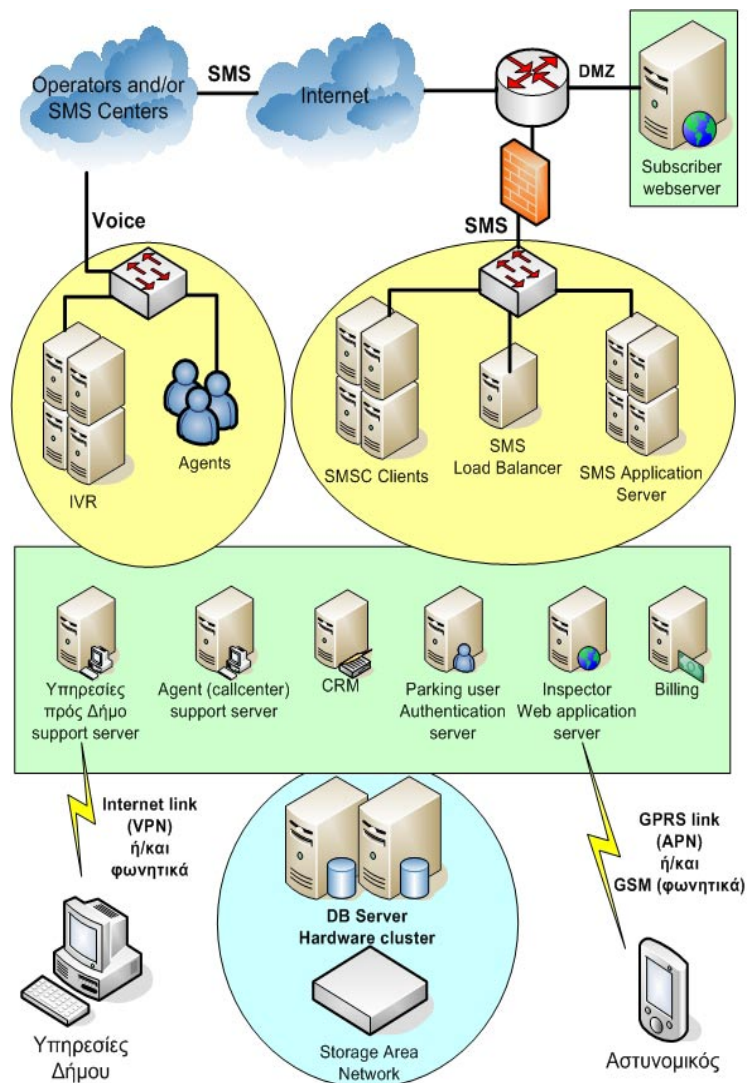 Operators and/or
SMS Centers
SMS
Internet
DMZ
Subscriber
webserver
Voice
SMS
IVR
Agents
SMSC Clients
SMS
Load Balancer
SMS Application
Server
Υπηρεσίες
πρός Δήμο
support server
Agent (callcenter)
support server
CRM
Parking user
Authentication
server
Inspector
Web application
server
Billing
Internet link
(VPN)
ή/και
φωνητικά
GPRS link
(APN)
ή/και
GSM (φωνητικά)
DB Server
Hardware cluster
Storage Area
Network
Υπηρεσίες
Δήμου
Αστυνομικός